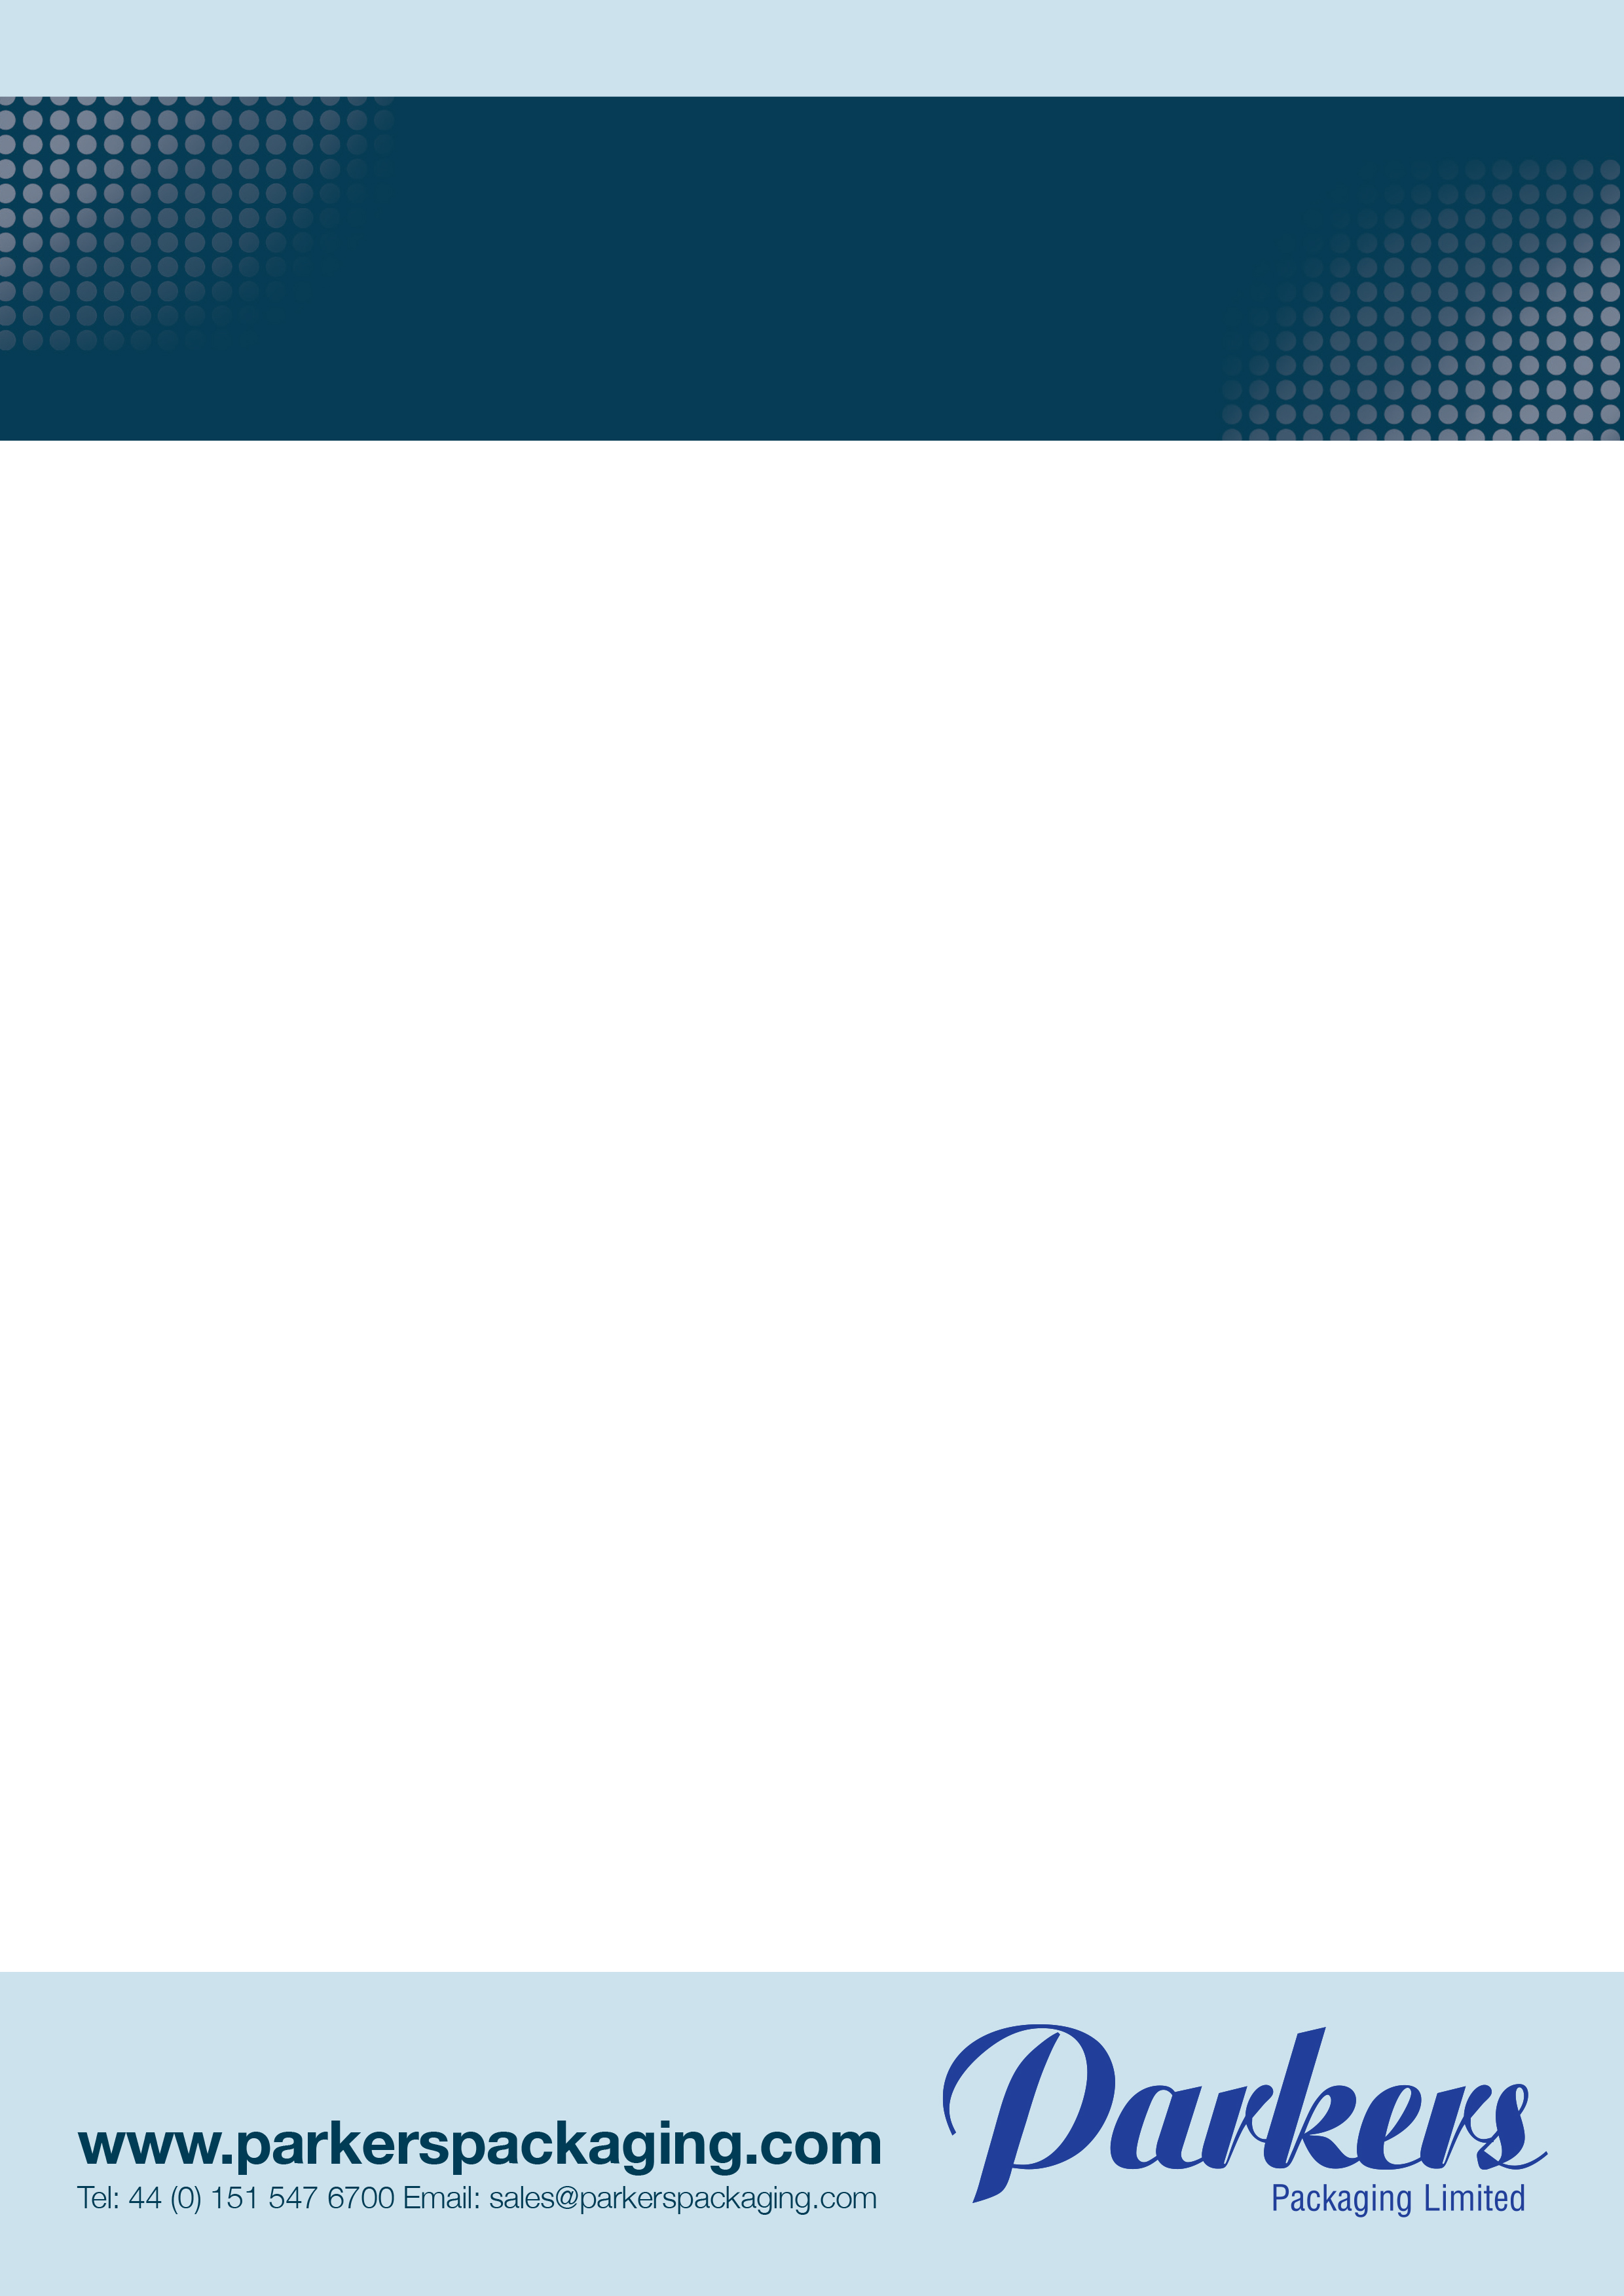 www.parkerspackaging.com
Tel: 44 (0) 151 547 6700 Email: sales@parkerspackaging.com
Parkers
Packaging Limited